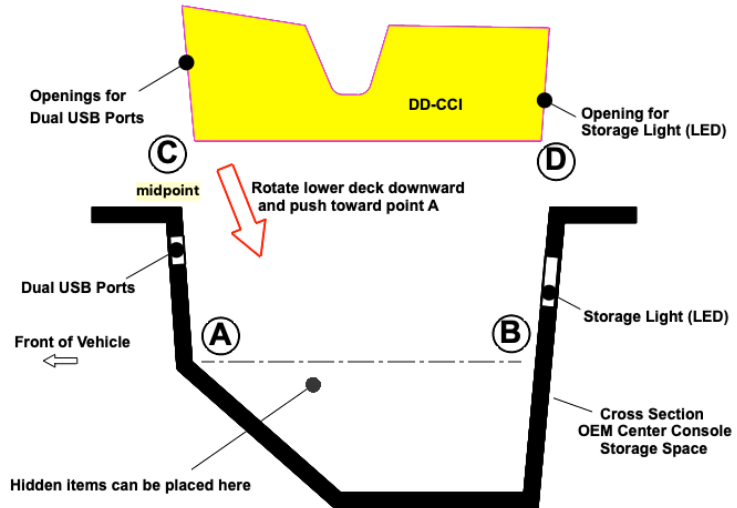 Openings for
Dual USB Ports
DD-CCI
Opening for
Storage Light (LED)
C
D
midpoint
Rotate lower deck downward
and push toward point A
Dual USB Ports
Storage Light (LED)
A
B
Front of Vehicle
Cross Section
OEM Center Console
Storage Space
Hidden items can be placed here